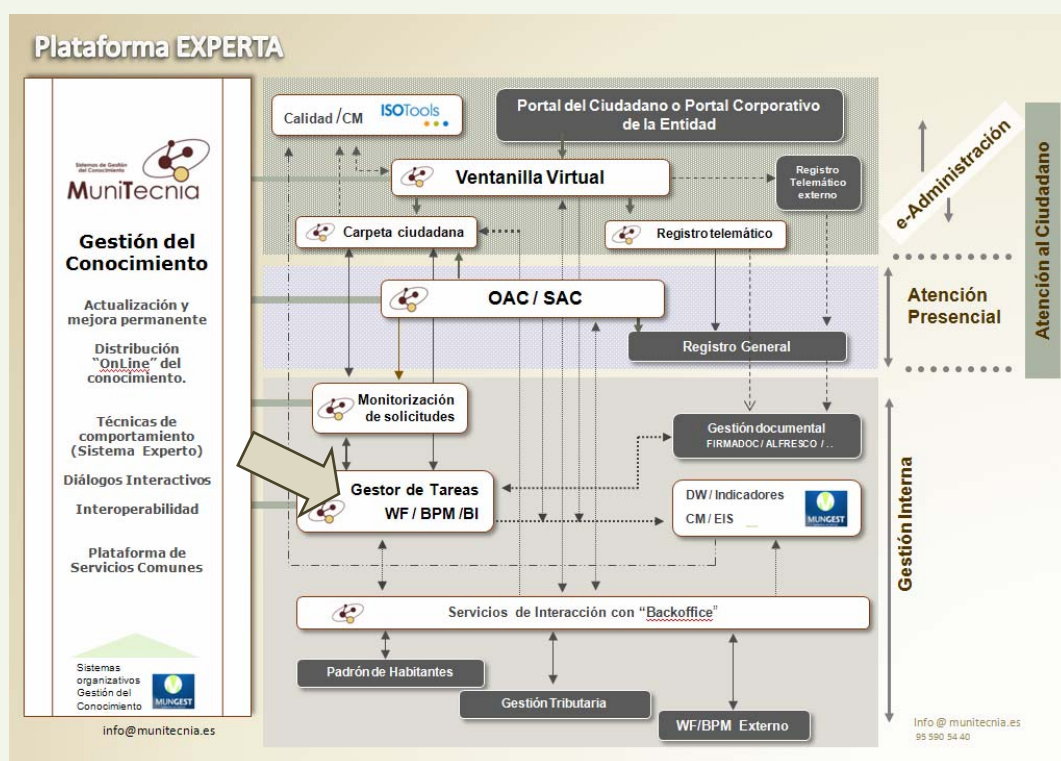 Plataforma EXPERTA
Sistemas de Gestión
del Conocimiento
MuniTecnia
Gestión del
Conocimiento
Actualización y
mejora permanente
Distribución
"OnLine" del
conocimiento.
Técnicas de
comportamiento
(Sistema Experto)
Diálogos Interactivos
Interoperabilidad
Plataforma de
Servicios Comunes
Sistemas
organizativos
Gestión del
Conocimiento
MUNGEST
info@munitecnia.es
Calidad /CM
ISOTools
Portal del Ciudadano o Portal Corporativo
de la Entidad
Ventanilla Virtual
Registro
Telemático
externo
Carpeta ciudadana
Registro telemático
OAC / SAC
Registro General
Monitorización
de solicitudes
Gestión documental
FIRMADOC / ALFRESCO / ..
Gestor de Tareas
WF / BPM /BI
DW / Indicadores
CM / EIS
MUNGEST
Servicios de Interacción con "Backoffice"
Padrón de Habitantes
Gestión Tributaria
WF/BPM Externo
e-Administración
Atención
Presencial
Atención al Ciudadano
Gestión Interna
Info @ munitecnia.es
95 590 54 40